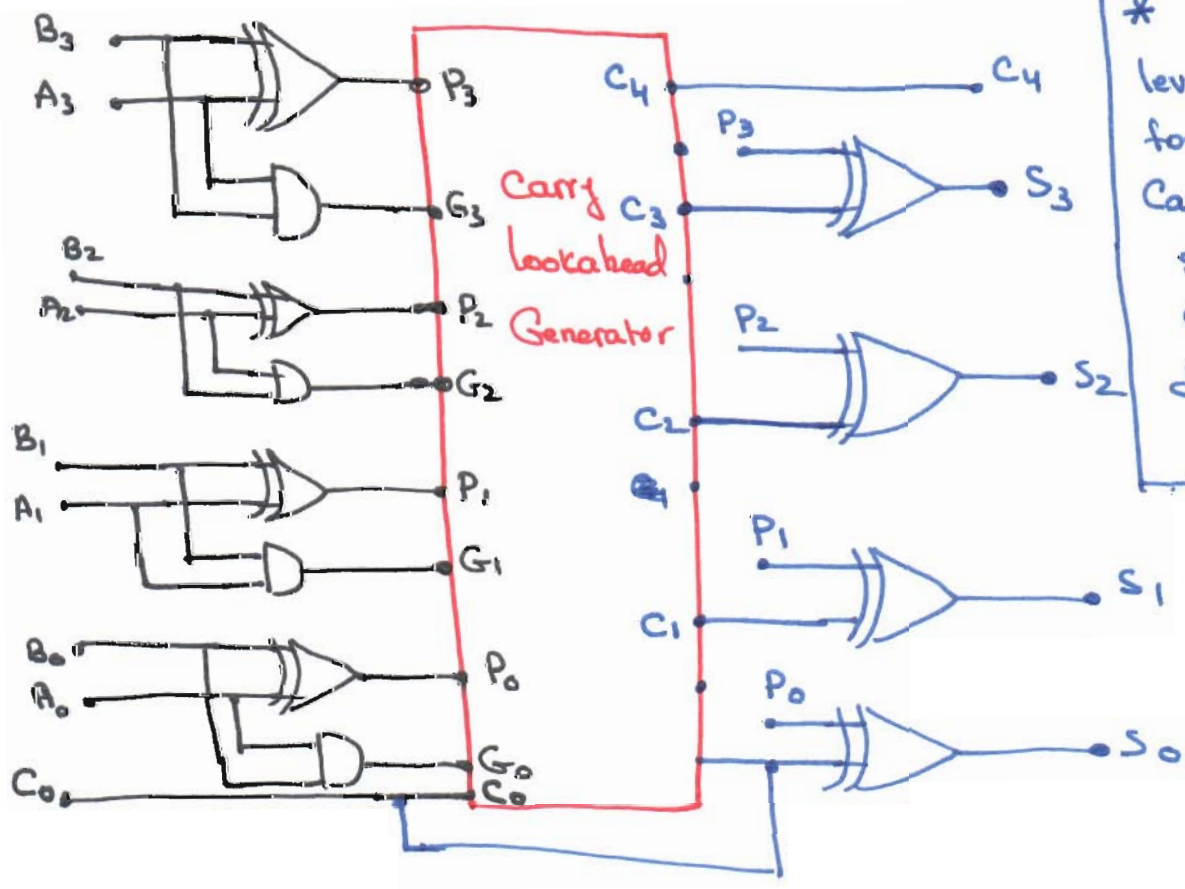 B3
A3
P3
G3
B2
A2
P2
G2
B1
A1
P1
G1
B0
A0
P0
G0
C0
C0
Carry
lookahead
Generator
C4
C4
P3
C3
S3
P2
C2
S2
P1
C1
S1
P0
S0
*
lev
fo
Ca